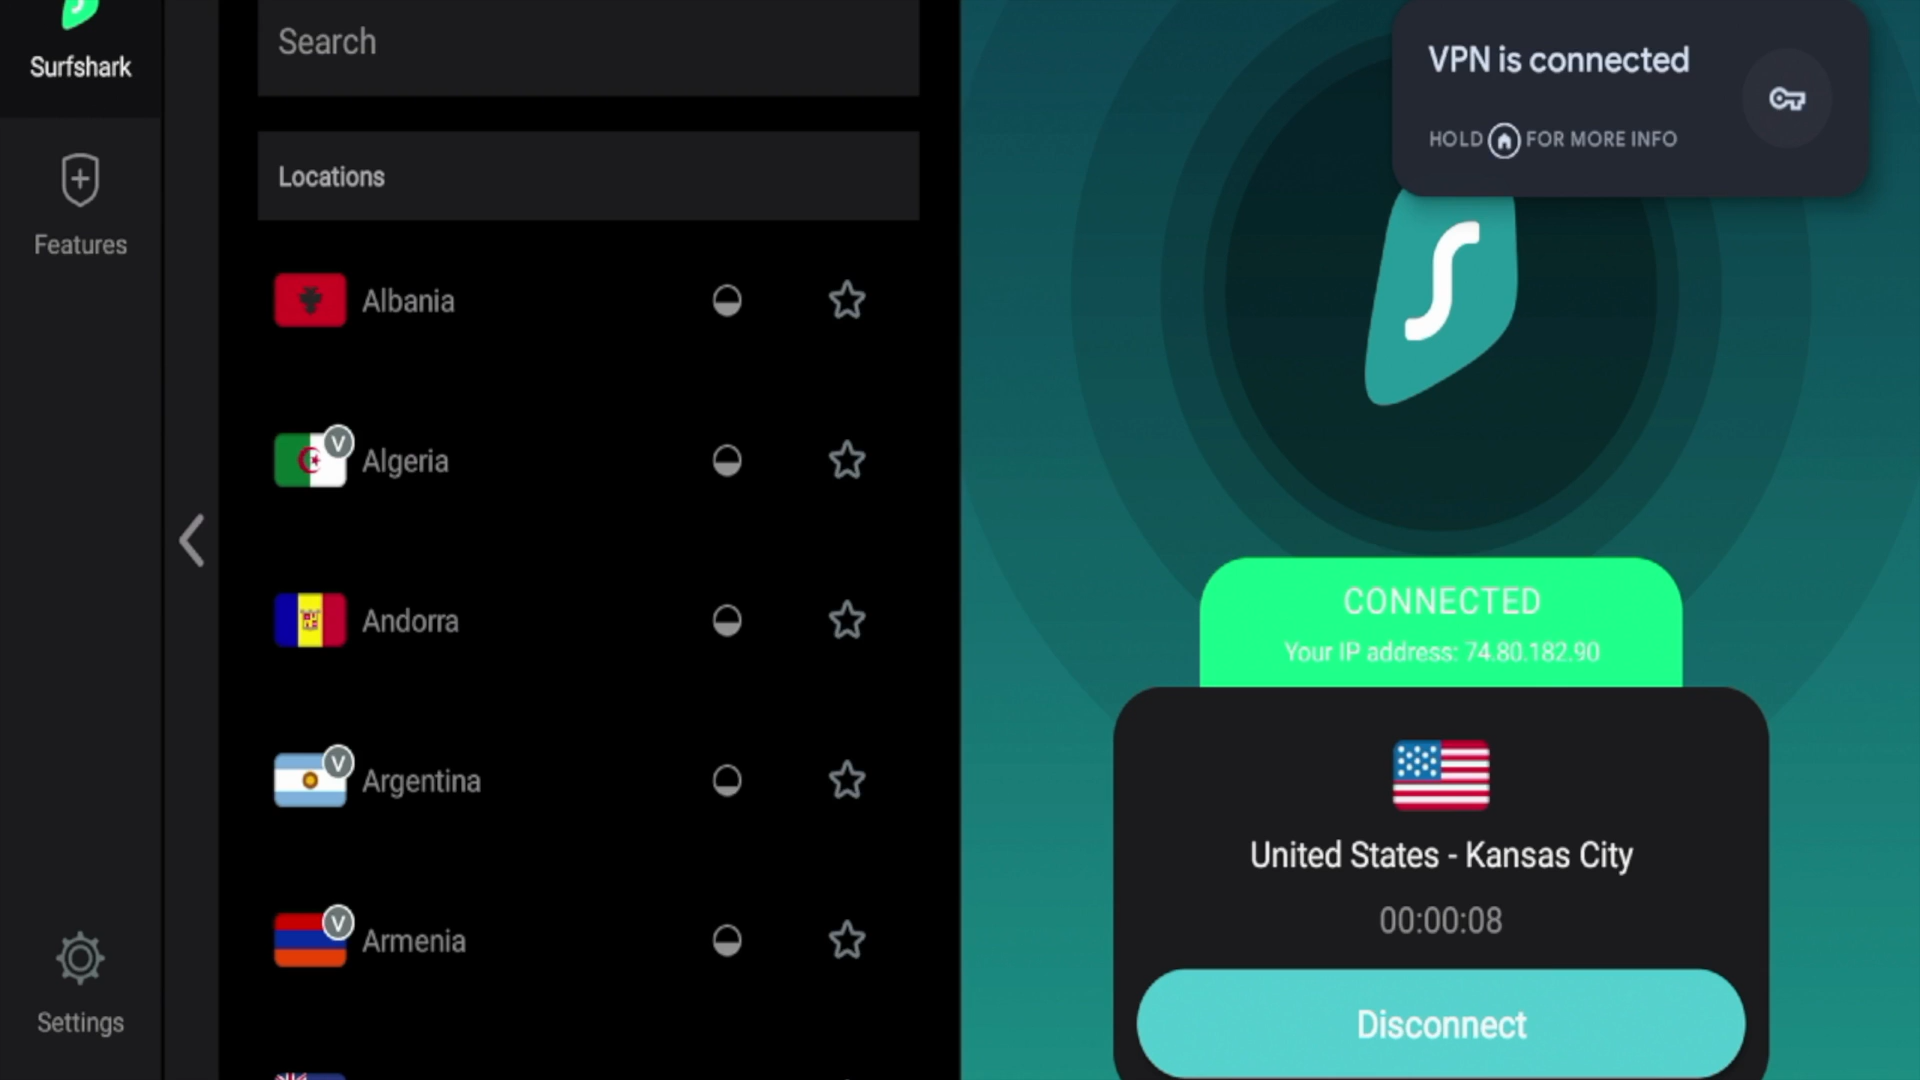 Surfshark
Features
Settings
Search
Locations
Albania
V
Algeria
Andorra
V
Argentina
V
Armenia
VPN is connected
HOLD FOR MORE INFO
CONNECTED
Your IP address: 74.80.182.90
United States - Kansas City
00:00:08
Disconnect